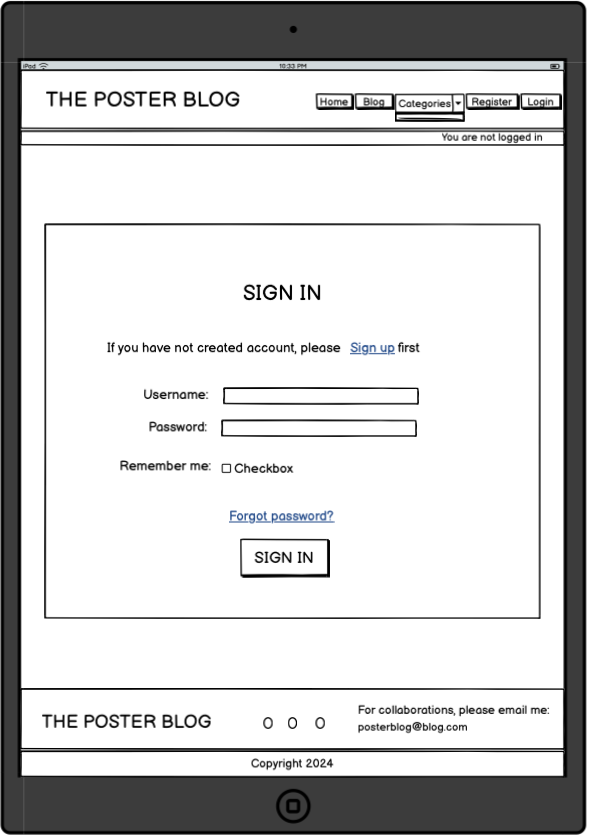 iPod 10:33 PM
THE POSTER BLOG Home Blog Categories Register Login
You are not logged in
SIGN IN
If you have not created account, please Sign up first
Username:
Password:
Remember me: Checkbox
Forgot password?
SIGN IN
For collaborations, please email me:
THE POSTER BLOG O O O posterblog@blog.com
Copyright 2024